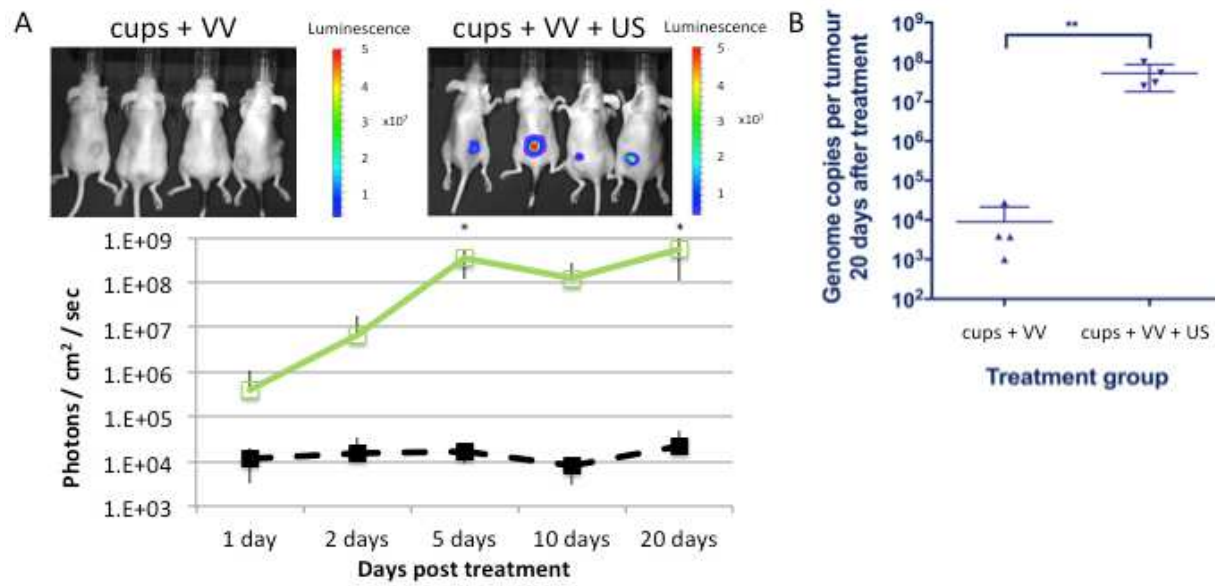 A
cups + VV
Luminescence
5
4
x10⁷
3
2
1
cups + VV + US
Luminescence
5
4
3
2
1
*
*
1.E+09
1.E+08
1.E+07
1.E+06
1.E+05
1.E+04
1.E+03
Photons / cm² / sec
1 day
2 days
5 days
10 days
20 days
Days post treatment
B
Genome copies per tumour
20 days after treatment
10⁹
10⁸
10⁷
10⁶
10⁵
10⁴
10³
10²
**
cups + VV
cups + VV + US
Treatment group